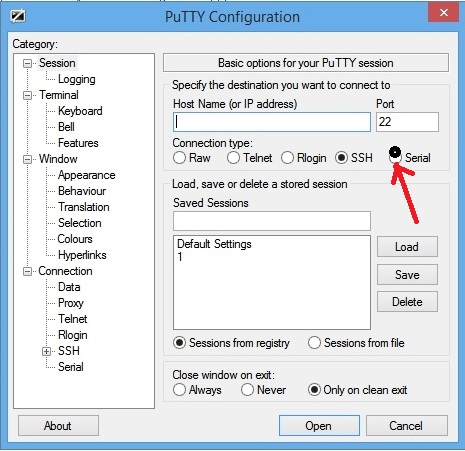 PuTTY Configuration
Category:
Session
Logging
Terminal
Keyboard
Bell
Features
Window
Appearance
Behaviour
Translation
Selection
Colours
Hyperlinks
Connection
Data
Proxy
Telnet
Rlogin
SSH
Serial
Basic options for your PuTTY session
Specify the destination you want to connect to
Host Name (or IP address) Port
22
Connection type:
Raw Telnet Rlogin SSH Serial
Load, save or delete a stored session
Saved Sessions
Default Settings
1
Load
Save
Delete
Sessions from registry Sessions from file
Close window on exit:
Always Never Only on clean exit
About Open Cancel